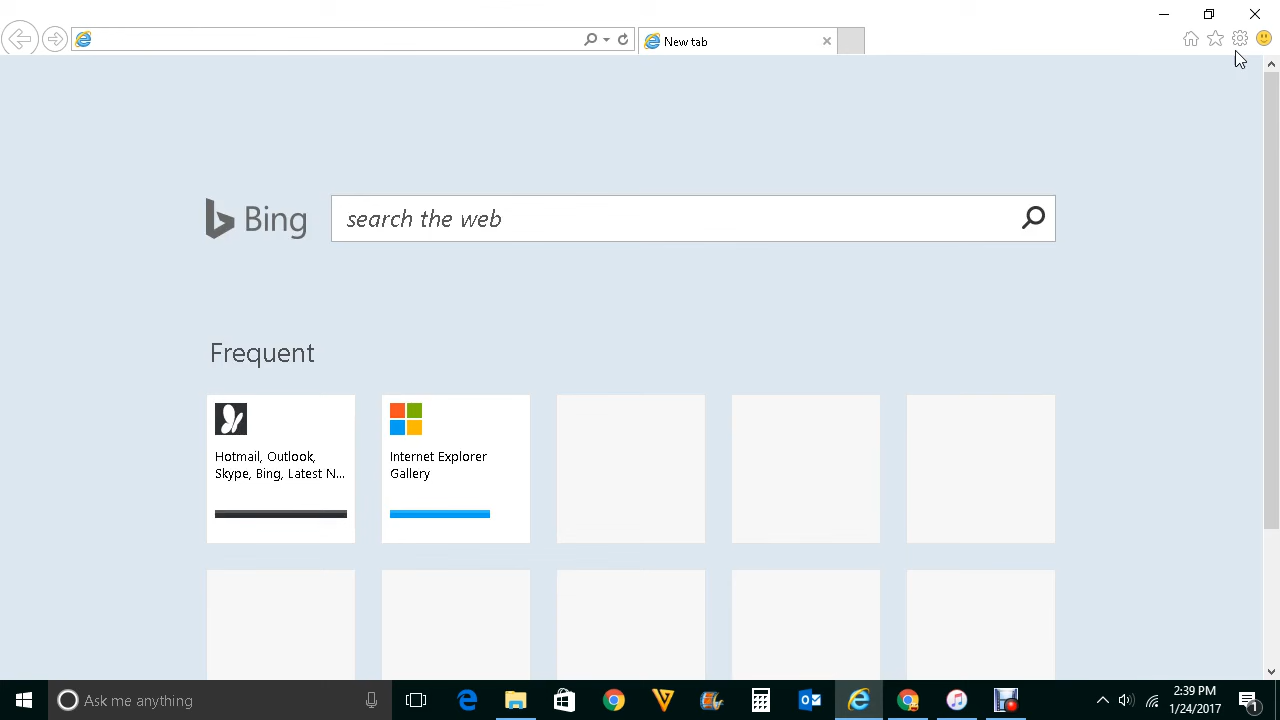 New tab
Bing
search the web
Frequent
Hotmail, Outlook,
Skype, Bing, Latest N...
Internet Explorer
Gallery
Ask me anything
2:39 PM
1/24/2017
1